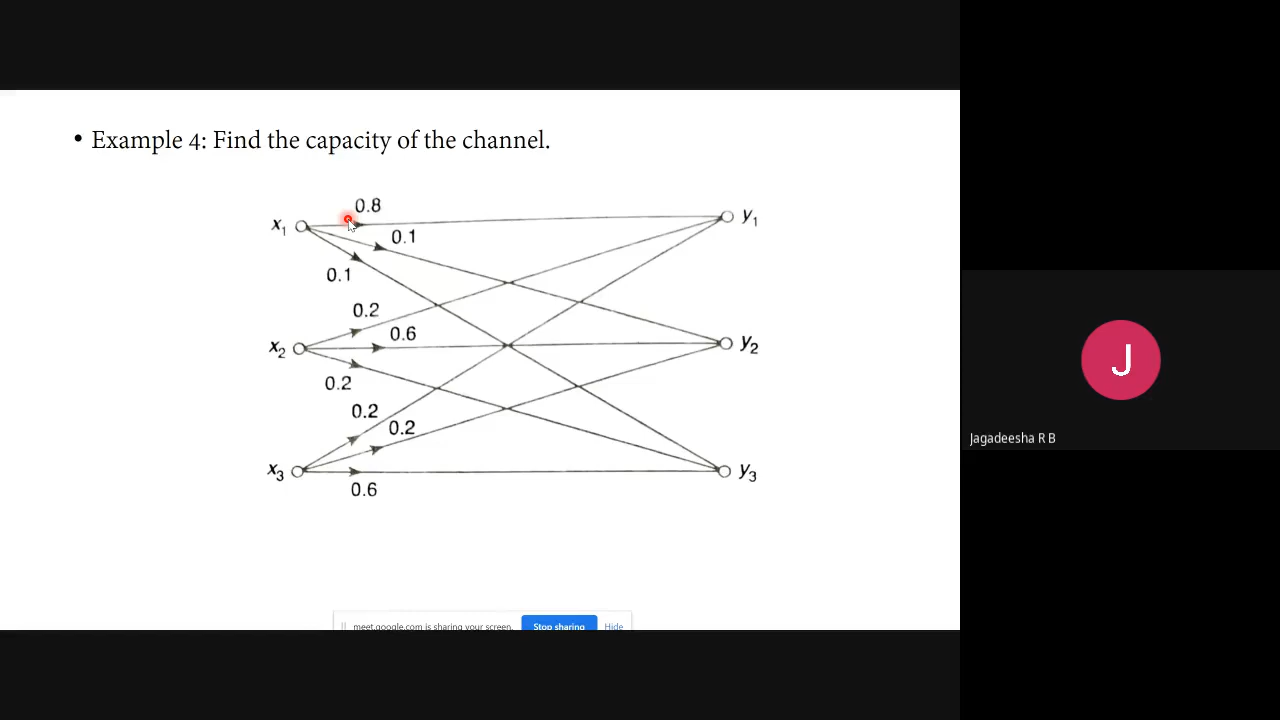 • Example 4: Find the capacity of the channel.
0.8
x₁
y₁
0.1
0.1
0.2
0.6
x₂
y₂
0.2
0.2
0.2
x₃
y₃
0.6
J
Jagadeesha R B
meet.google.com is sharing your screen.
Stop sharing
Hide